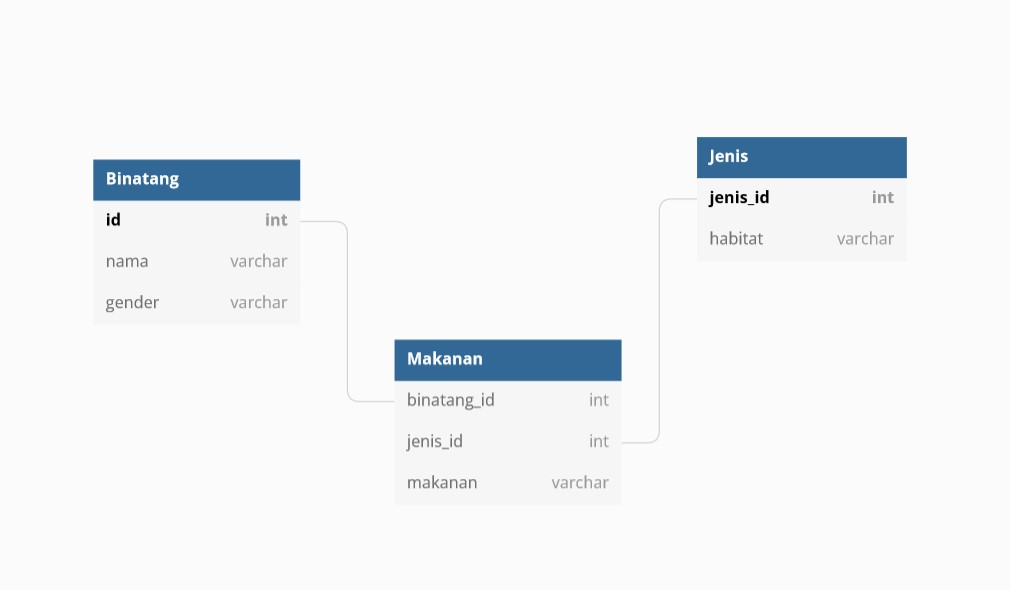 Binatang
id int
nama varchar
gender varchar
Jenis
jenis_id int
habitat varchar
Makanan
binatang_id int
jenis_id int
makanan varchar